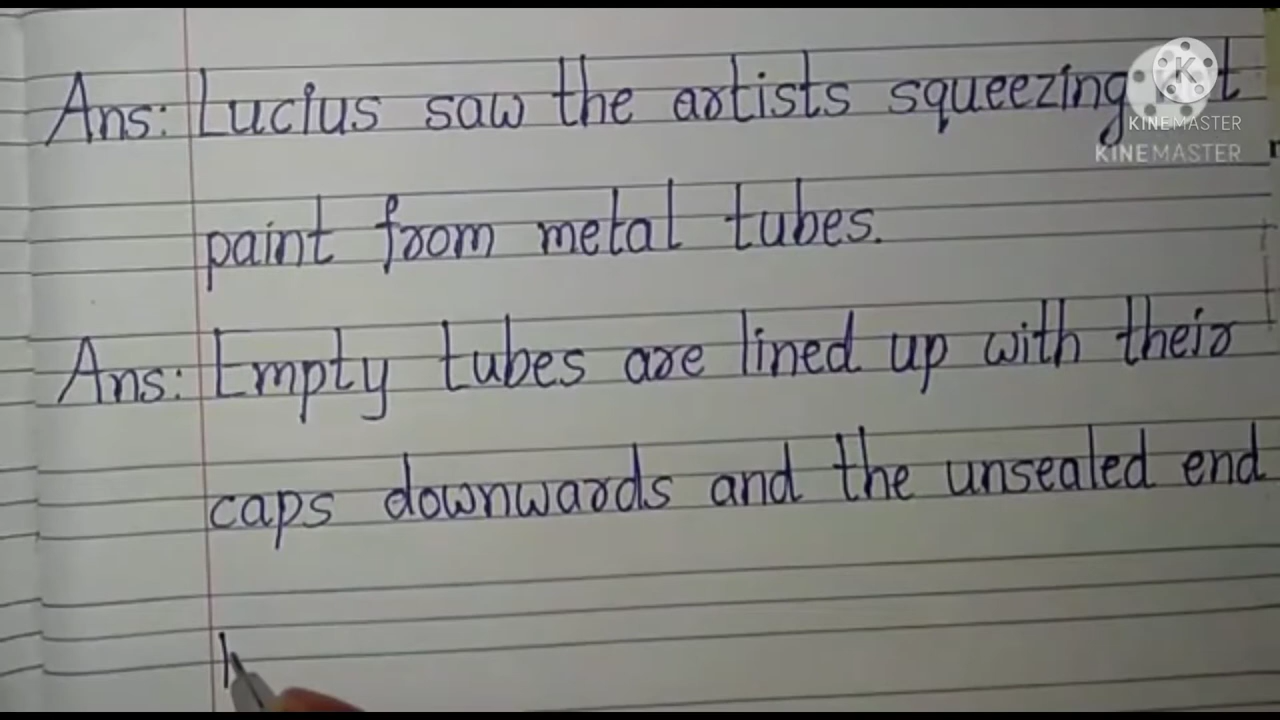 Ans: Lucius saw the artists squeezing
KINEMASTER
KINEMASTER
paint from metal tubes.
Ans: Empty tubes are lined up with their
caps downwards and the unsealed end